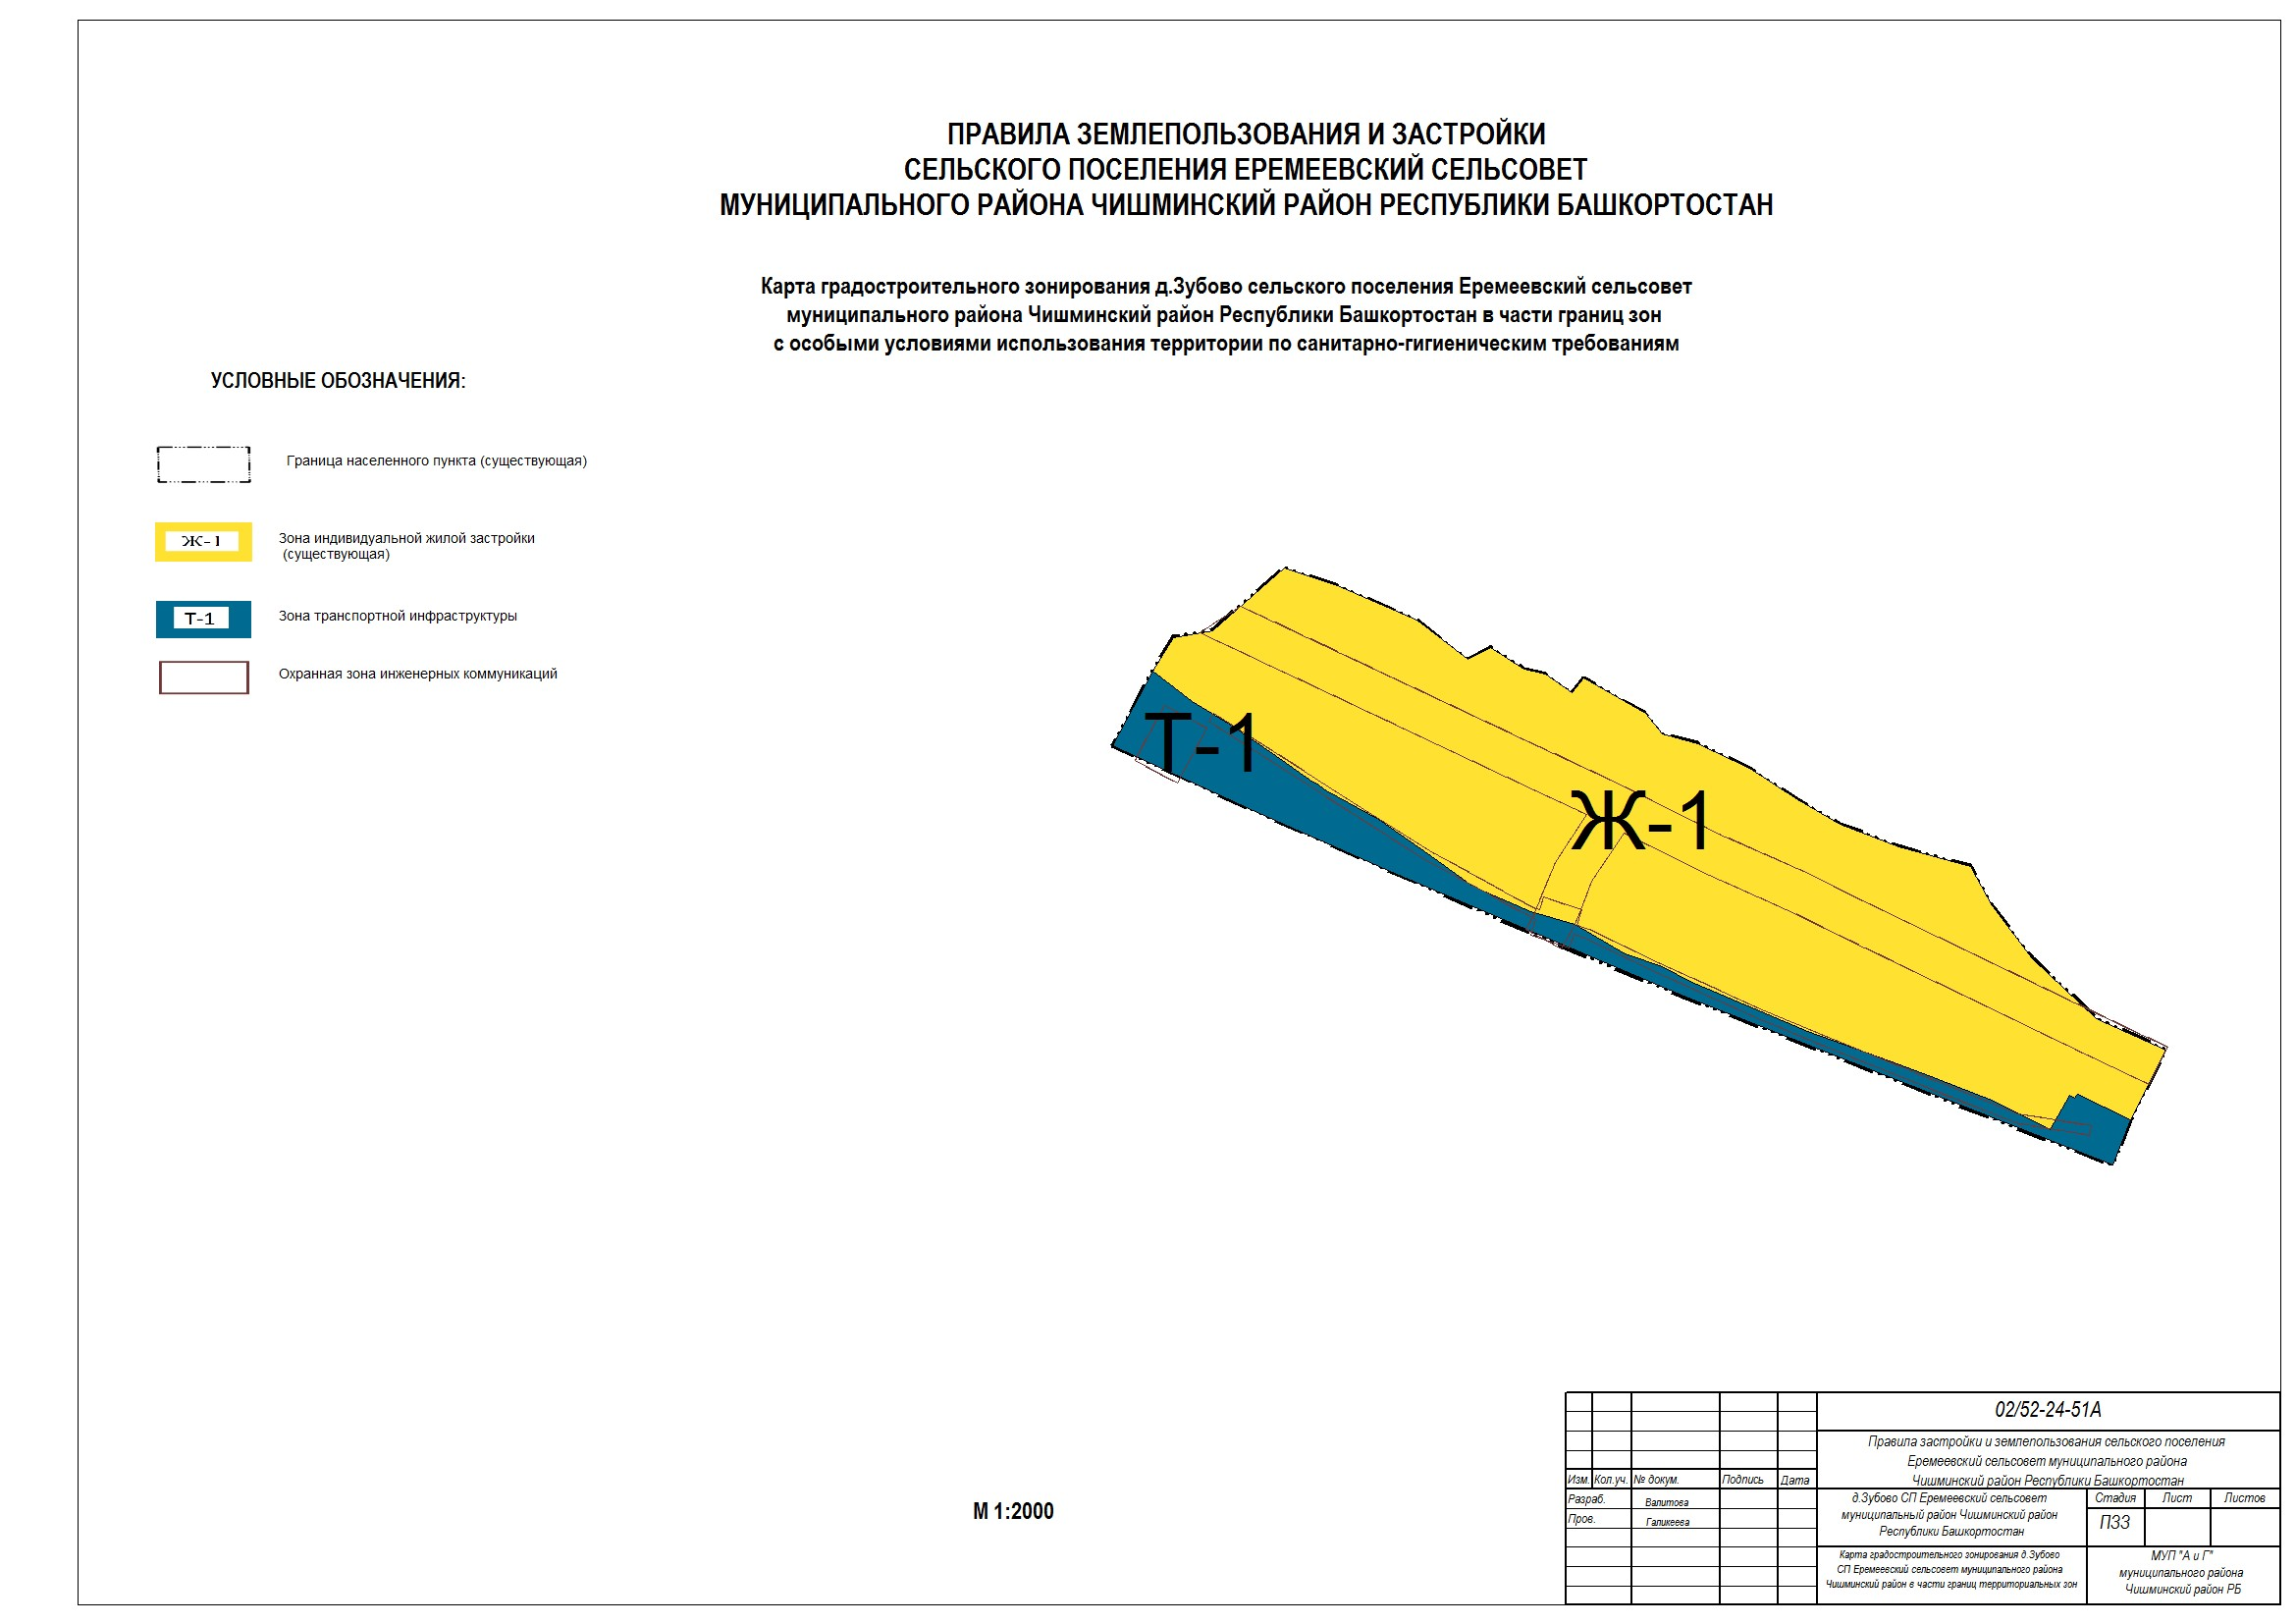 ПРАВИЛА ЗЕМЛЕПОЛЬЗОВАНИЯ И ЗАСТРОЙКИ
СЕЛЬСКОГО ПОСЕЛЕНИЯ ЕРЕМЕЕВСКИЙ СЕЛЬСОВЕТ
МУНИЦИПАЛЬНОГО РАЙОНА ЧИШМИНСКИЙ РАЙОН РЕСПУБЛИКИ БАШКОРТОСТАН
Карта градостроительного зонирования д.Зубово сельского поселения Еремеевский сельсовет
муниципального района Чишминский район Республики Башкортостан в части границ зон
с особыми условиями использования территории по санитарно-гигиеническим требованиям
УСЛОВНЫЕ ОБОЗНАЧЕНИЯ:
Граница населенного пункта (существующая)
Ж-1
Зона индивидуальной жилой застройки
(существующая)
Т-1
Зона транспортной инфраструктуры
Охранная зона инженерных коммуникаций
Т-1
Ж-1
М 1:2000
02/52-24-51А
Правила застройки и землепользования сельского поселения
Еремеевский сельсовет муниципального района
Чишминский район Республики Башкортостан
Изм. Кол.уч. № докум. Подпись Дата
Разраб. Валитова
Пров. Галикеева
д.Зубово СП Еремеевский сельсовет
муниципальный район Чишминский район
Республики Башкортостан
Стадия Лист Листов
ПЗЗ
Карта градостроительного зонирования д.Зубово
СП Еремеевский сельсовет муниципального района
Чишминский район в части границ территориальных зон
МУП "А и Г"
муниципального района
Чишминский район РБ